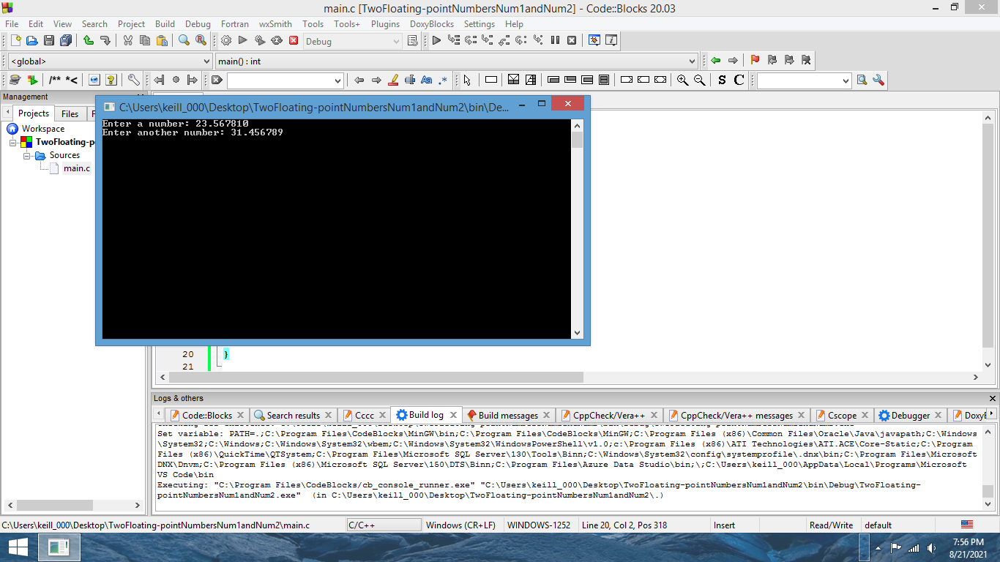 main.c [TwoFloating-pointNumbersNum1andNum2] - Code::Blocks 20.03
File Edit View Search Project Build Debug Fortran wxSmith Tools Tools+ Plugins DoxyBlocks Settings Help
Debug
<global> main() : int
/** *< Aa .* S C
Management
Projects Files F
C:\Users\keill_000\Desktop\TwoFloating-pointNumbersNum1andNum2\bin\De...
Enter a number: 23.567810
Enter another number: 31.456789
Workspace
TwoFloating-p
Sources
main.c
20 }
21
Logs & others
Code::Blocks Search results Cccc Build log Build messages CppCheck/Vera++ CppCheck/Vera++ messages Cscope Debugger DoxyB
Set variable: PATH=.;C:\Program Files\CodeBlocks\MinGW\bin;C:\Program Files\CodeBlocks\MinGW;C:\Program Files (x86)\Common Files\Oracle\Java\javapath;C:\Windows
\System32;C:\Windows;C:\Windows\System32\wbem;C:\Windows\System32\WindowsPowerShell\v1.0;c:\Program Files (x86)\ATI Technologies\ATI.ACE\Core-Static;C:\Program
Files (x86)\QuickTime\QTSystem;C:\Program Files\Microsoft SQL Server\130\Tools\Binn;C:\Windows\System32\config\systemprofile\.dnx\bin;C:\Program Files\Microsoft
DNX\Dnvm;C:\Program Files (x86)\Microsoft SQL Server\150\DTS\Binn;C:\Program Files\Azure Data Studio\bin;\;C:\Users\keill_000\AppData\Local\Programs\Microsoft
VS Code\bin
Executing: "C:\Program Files\CodeBlocks/cb_console_runner.exe" "C:\Users\keill_000\Desktop\TwoFloating-pointNumbersNum1andNum2\bin\Debug\TwoFloating-
pointNumbersNum1andNum2.exe"  (in C:\Users\keill_000\Desktop\TwoFloating-pointNumbersNum1andNum2\.)
C:\Users\keill_000\Desktop\TwoFloating-pointNumbersNum1andNum2\main.c C/C++ Windows (CR+LF) WINDOWS-1252 Line 20, Col 2, Pos 318 Insert Read/Write default
7:56 PM
8/21/2021